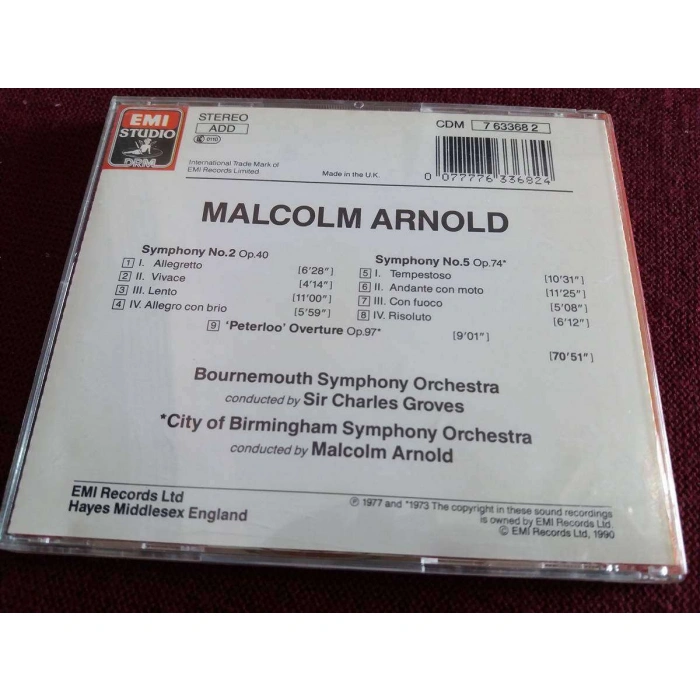 EMI
STUDIO
DRM
STEREO
ADD
International Trade Mark of
EMI Records Limited.
Made in the U.K.
CDM 7 63368 2
0 077776 336824
MALCOLM ARNOLD
Symphony No.2 Op.40
1 I. Allegretto [6'28"]
2 II. Vivace [4'14"]
3 III. Lento [11'00"]
4 IV. Allegro con brio [5'59"]
Symphony No.5 Op.74*
5 I. Tempestoso [10'31"]
6 II. Andante con moto [11'25"]
7 III. Con fuoco [5'08"]
8 IV. Risoluto [6'12"]
9 'Peterloo' Overture Op.97* [9'01"]
[70'51"]
Bournemouth Symphony Orchestra
conducted by Sir Charles Groves
*City of Birmingham Symphony Orchestra
conducted by Malcolm Arnold
EMI Records Ltd
Hayes Middlesex England
℗ 1977 and *1973 The copyright in these sound recordings
is owned by EMI Records Ltd.
© EMI Records Ltd, 1990